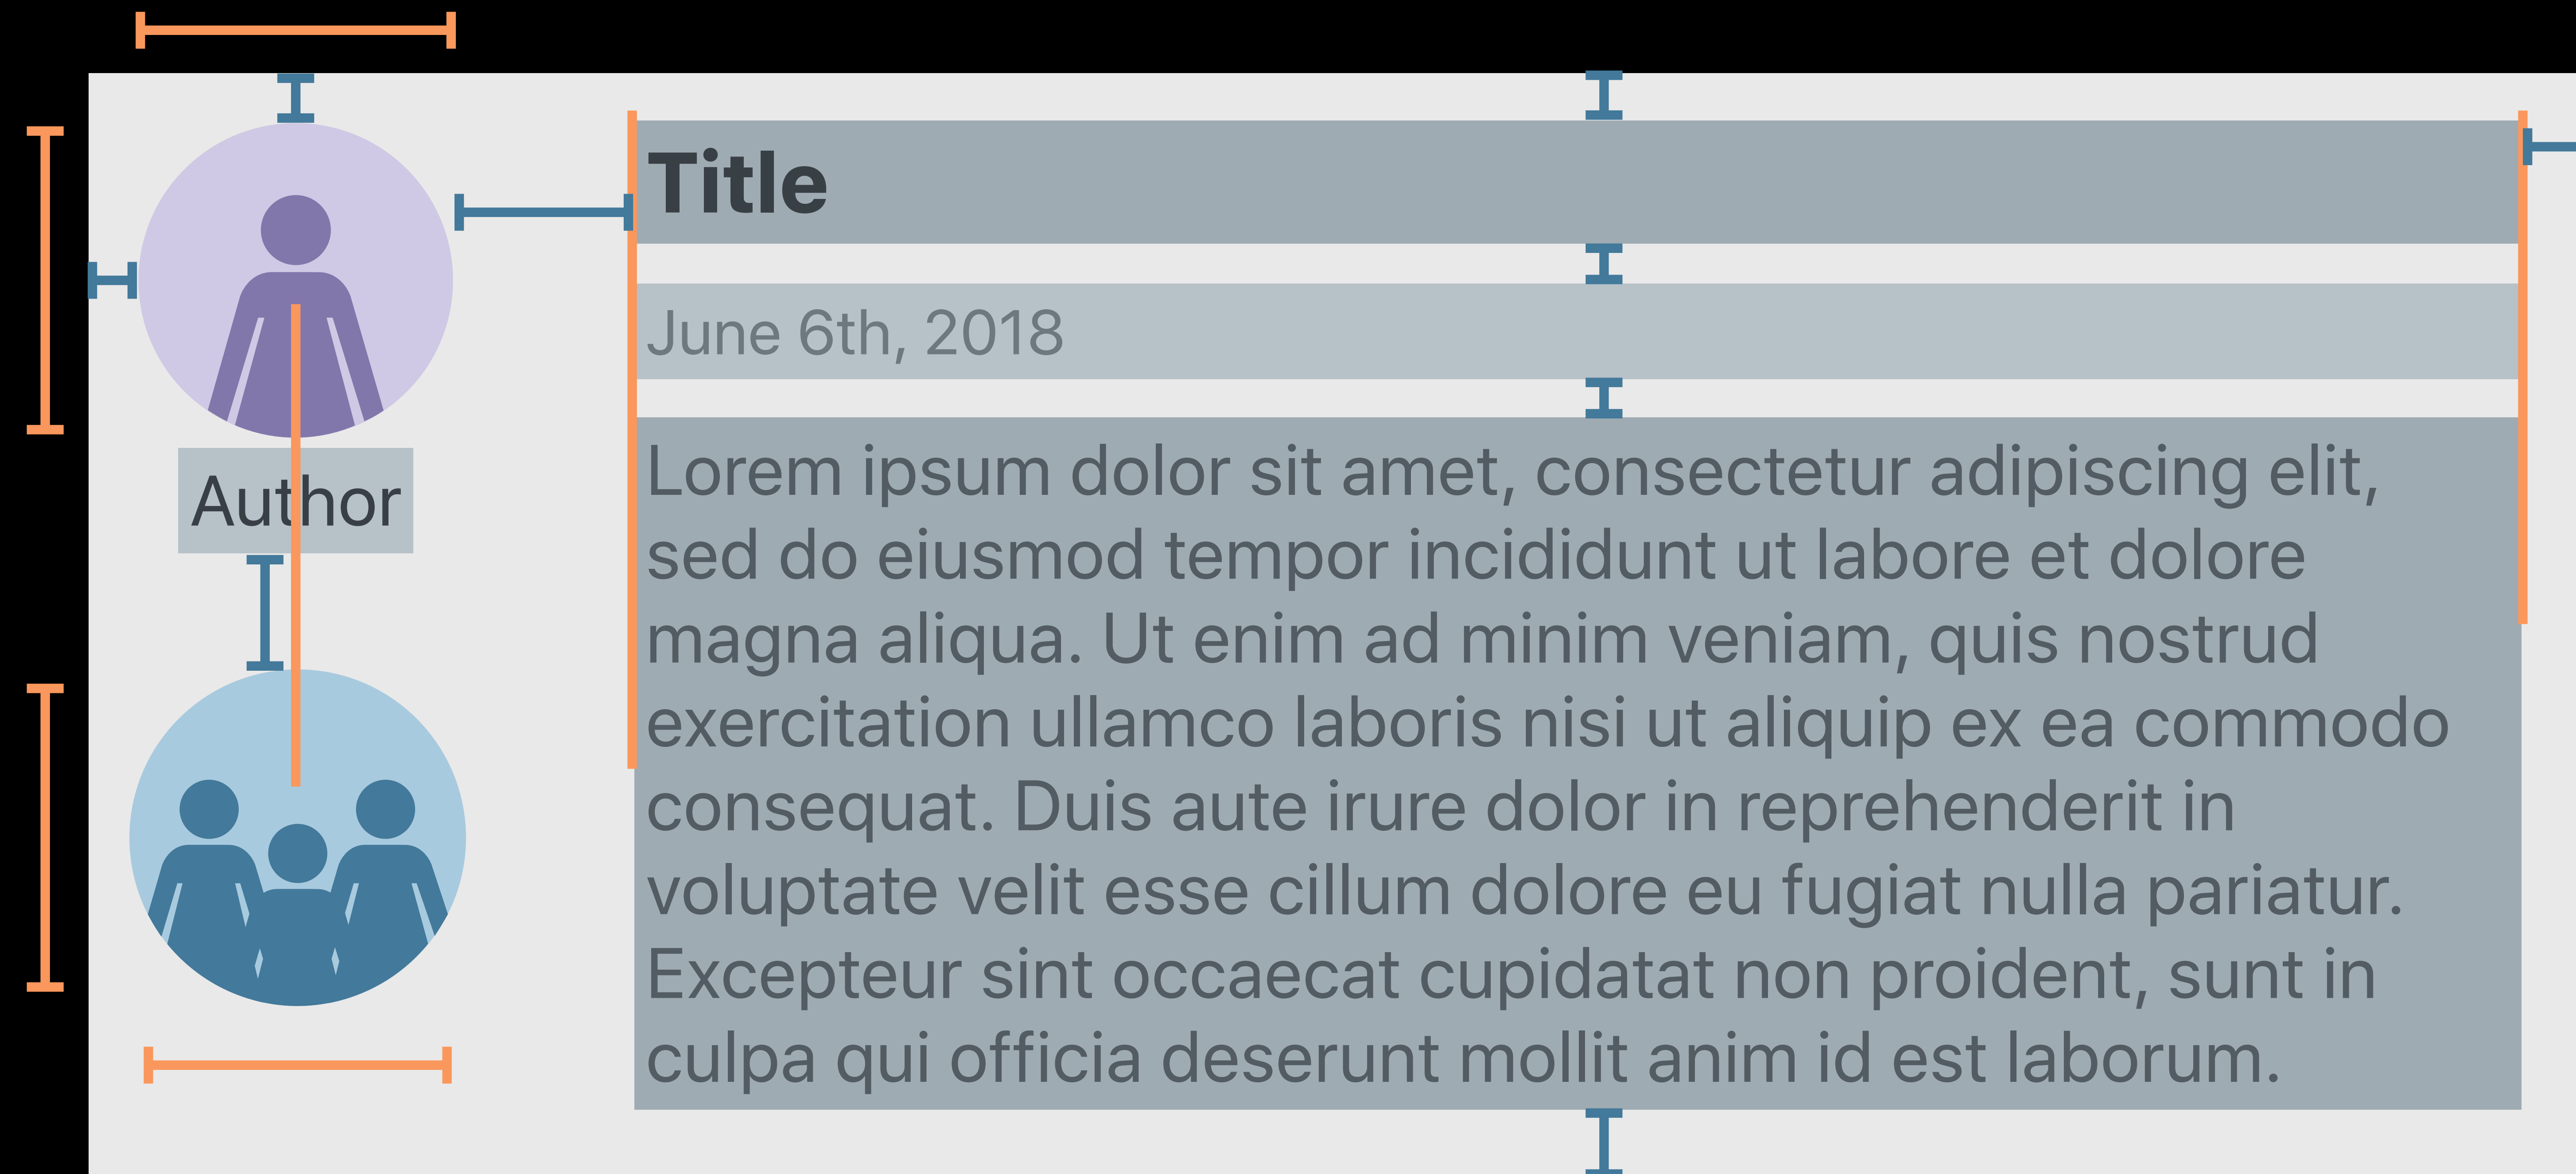 Title
June 6th, 2018
Author
Lorem ipsum dolor sit amet, consectetur adipiscing elit,
sed do eiusmod tempor incididunt ut labore et dolore
magna aliqua. Ut enim ad minim veniam, quis nostrud
exercitation ullamco laboris nisi ut aliquip ex ea commodo
consequat. Duis aute irure dolor in reprehenderit in
voluptate velit esse cillum dolore eu fugiat nulla pariatur.
Excepteur sint occaecat cupidatat non proident, sunt in
culpa qui officia deserunt mollit anim id est laborum.